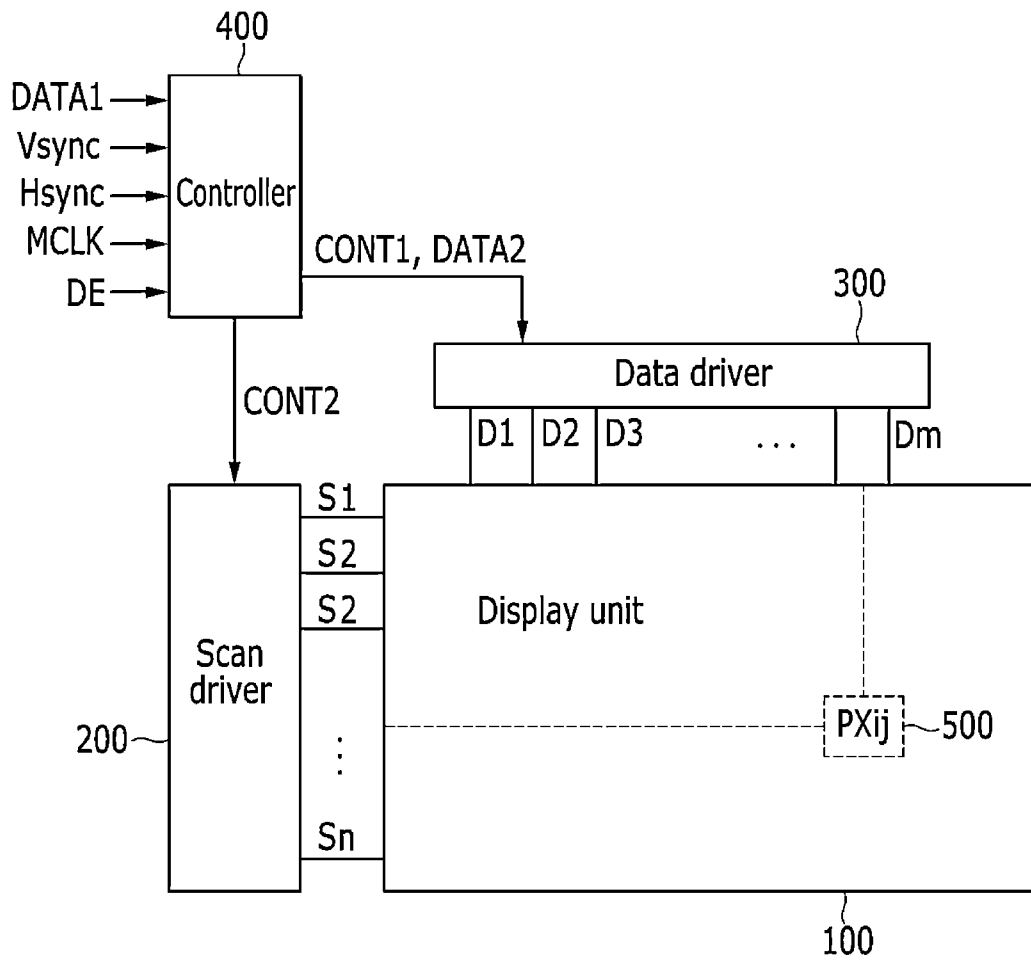 400
DATA1
Vsync
Hsync
MCLK
DE
Controller
CONT1, DATA2
300
Data driver
CONT2
D1 D2 D3 ... Dm
S1
S2
S2
Display unit
Scan
driver
200
PXij
500
⋮
Sn
100